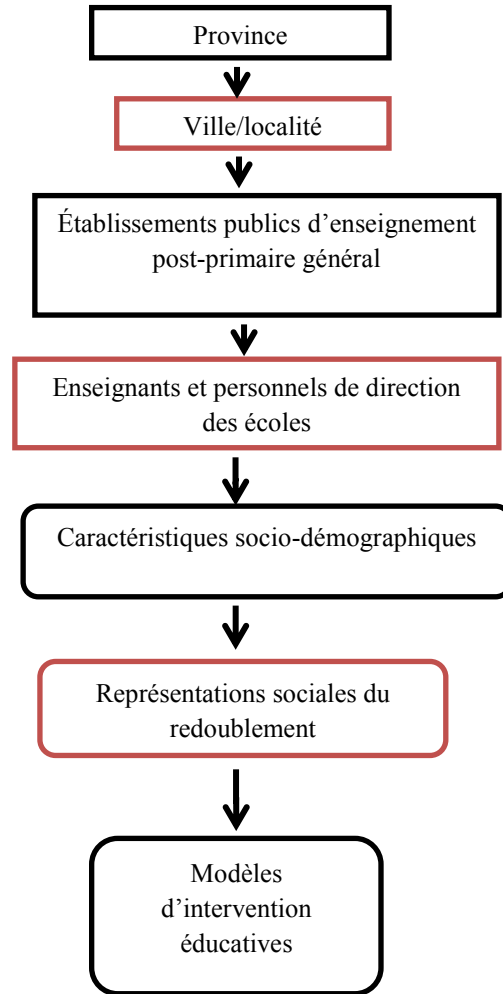 Province
Ville/localité
Établissements publics d’enseignement
post-primaire général
Enseignants et personnels de direction
des écoles
Caractéristiques socio-démographiques
Représentations sociales du
redoublement
Modèles
d’intervention
éducatives